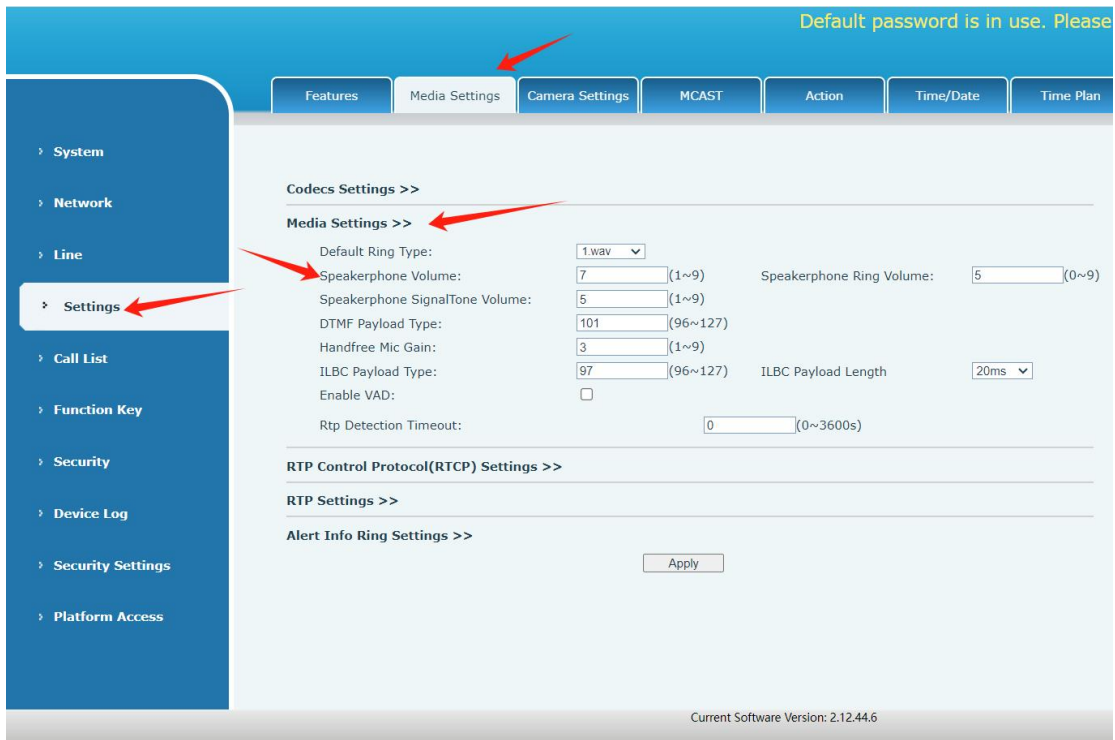 Default password is in use. Please
Features Media Settings Camera Settings MCAST Action Time/Date Time Plan
System
Network
Line
Settings
Call List
Function Key
Security
Device Log
Security Settings
Platform Access
Codecs Settings >>
Media Settings >>
Default Ring Type: 1.wav
Speakerphone Volume: 7 (1~9) Speakerphone Ring Volume: 5 (0~9)
Speakerphone SignalTone Volume: 5 (1~9)
DTMF Payload Type: 101 (96~127)
Handfree Mic Gain: 3 (1~9)
ILBC Payload Type: 97 (96~127) ILBC Payload Length 20ms
Enable VAD:
Rtp Detection Timeout: 0 (0~3600s)
RTP Control Protocol(RTCP) Settings >>
RTP Settings >>
Alert Info Ring Settings >>
Apply
Current Software Version: 2.12.44.6